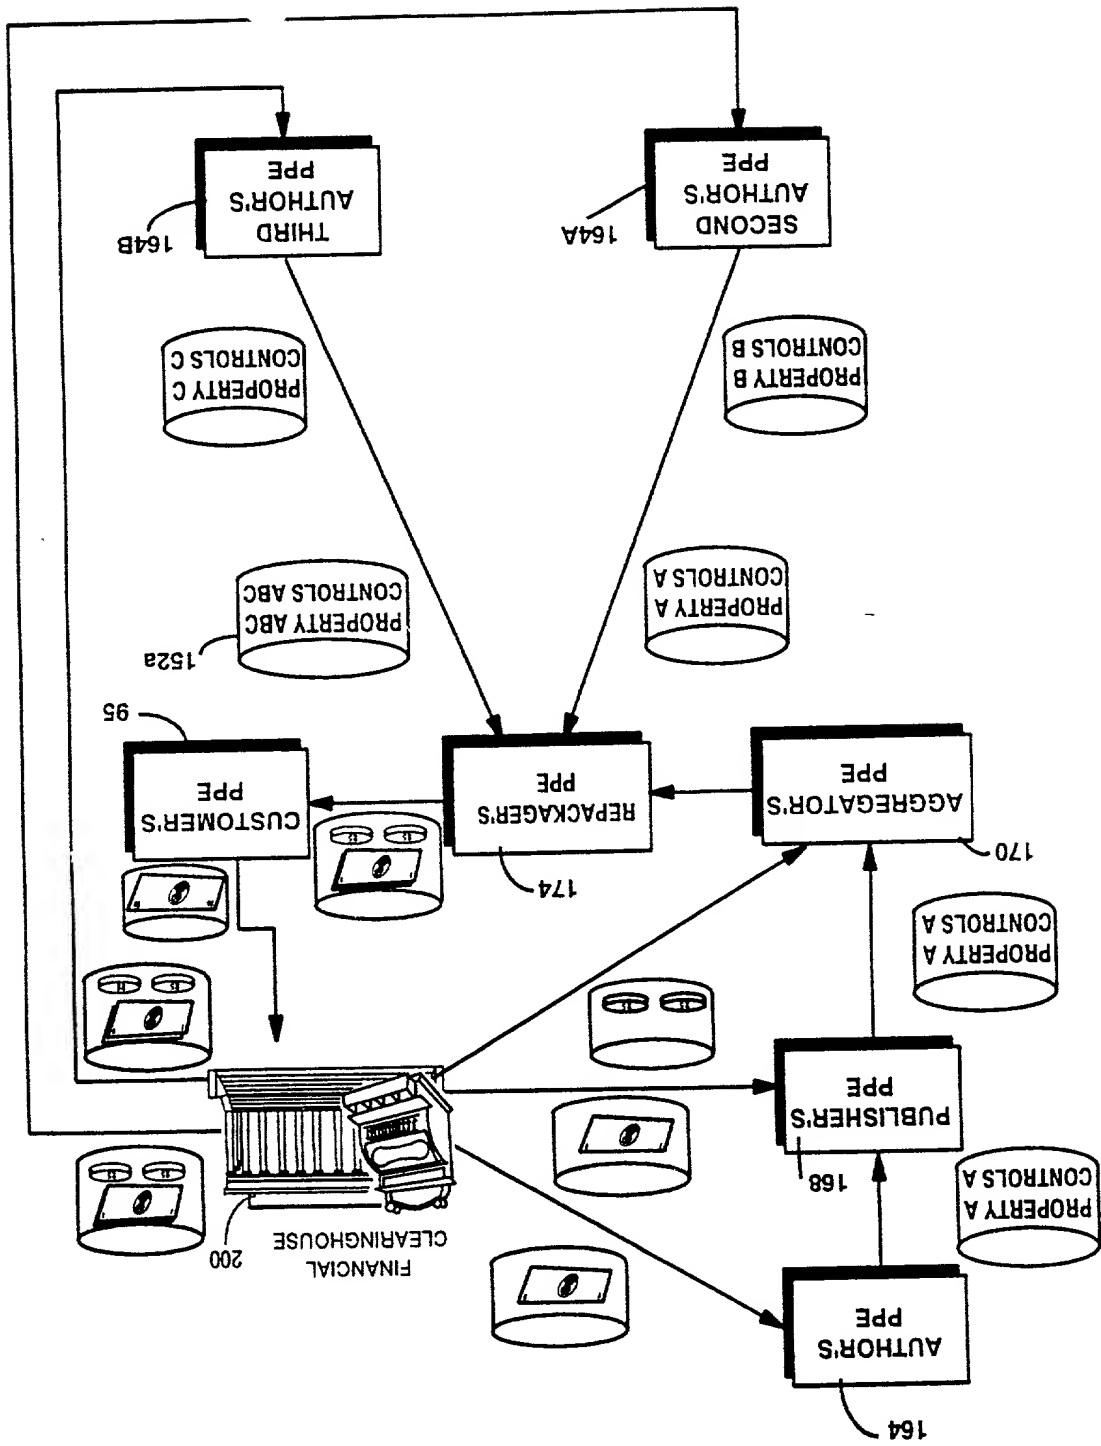 164
AUTHOR'S
PPE
FINANCIAL
CLEARINGHOUSE
200
PROPERTY A
CONTROLS A
168
PUBLISHER'S
PPE
PROPERTY A
CONTROLS A
170
AGGREGATOR'S
PPE
174
REPACKAGER'S
PPE
CUSTOMER'S
PPE
95
PROPERTY A
CONTROLS A
152a
PROPERTY ABC
CONTROLS ABC
PROPERTY B
CONTROLS B
PROPERTY C
CONTROLS C
164A
SECOND
AUTHOR'S
PPE
164B
THIRD
AUTHOR'S
PPE